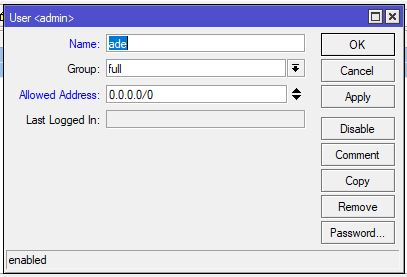 User <admin>
Name: ade
Group: full
Allowed Address: 0.0.0.0/0
Last Logged In:
OK
Cancel
Apply
Disable
Comment
Copy
Remove
Password...
enabled